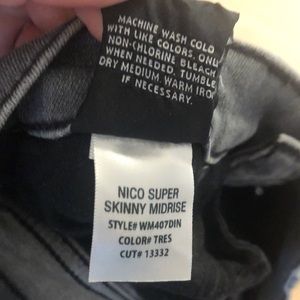 MACHINE WASH COLD
WITH LIKE COLORS. ONLY
NON-CHLORINE BLEACH
WHEN NEEDED. TUMBLE
DRY MEDIUM. WARM IRON
IF NECESSARY.
NICO SUPER
SKINNY MIDRISE
STYLE# WM407DIN
COLOR# TRES
CUT# 13332